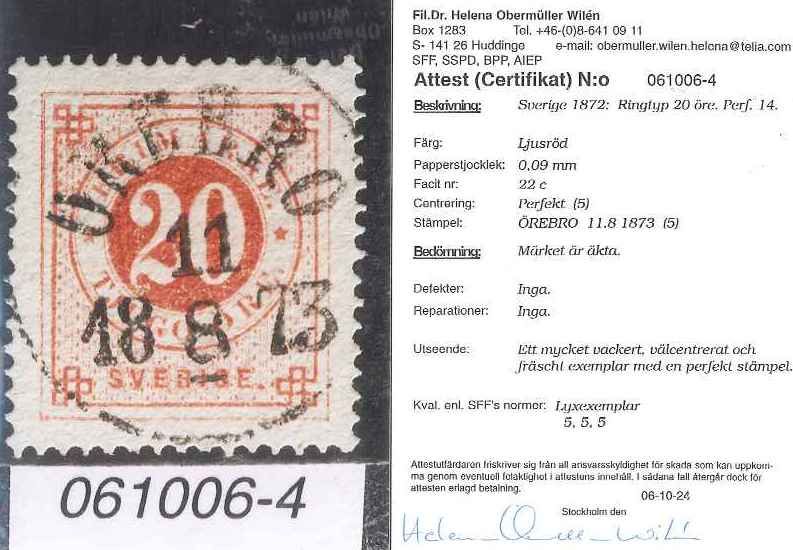 ÖREBRO
20
11
18 8 73
SVERIGE.
061006-4
Fil.Dr. Helena Obermüller Wilén
Box 1283 Tel. +46-(0)8-641 09 11
S- 141 26 Huddinge e-mail: obermuller.wilen.helena@telia.com
SFF, SSPD, BPP, AIEP
Attest (Certifikat) N:o 061006-4
Beskrivning: Sverige 1872: Ringtyp 20 öre. Perf. 14.
Färg: Ljusröd
Papperstjocklek: 0,09 mm
Facit nr: 22 c
Centrering: Perfekt (5)
Stämpel: ÖREBRO 11.8 1873 (5)
Bedömning: Märket är äkta.
Defekter: Inga.
Reparationer: Inga.
Utseende: Ett mycket vackert, välcentrerat och
fräscht exemplar med en perfekt stämpel.
Kval. enl. SFF's normer: Lyxexemplar
5, 5, 5
Attestutfärdaren friskriver sig från all ansvarsskyldighet för skada som kan uppkom-
ma genom eventuell felaktighet i attestens innehåll. I sådana fall återgår dock för
attesten erlagd betalning.
06-10-24
Stockholm den
Helena Obermüller Wilén